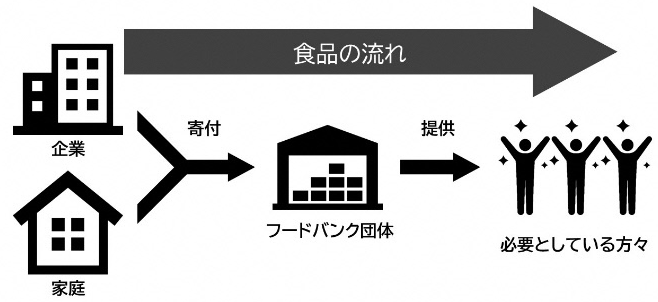 食品の流れ
企業
寄付
提供
フードバンク団体
必要としている方々
家庭